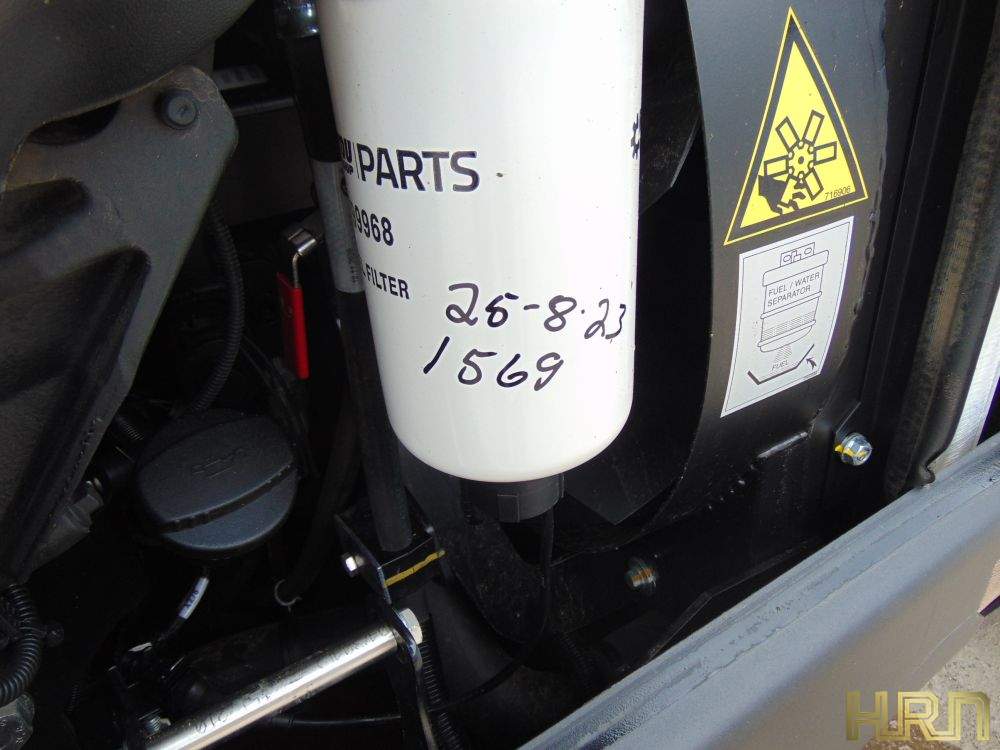 PARTS
9968
FILTER
25-8-23
1569
716906
FUEL / WATER
SEPARATOR
FUEL
HRN